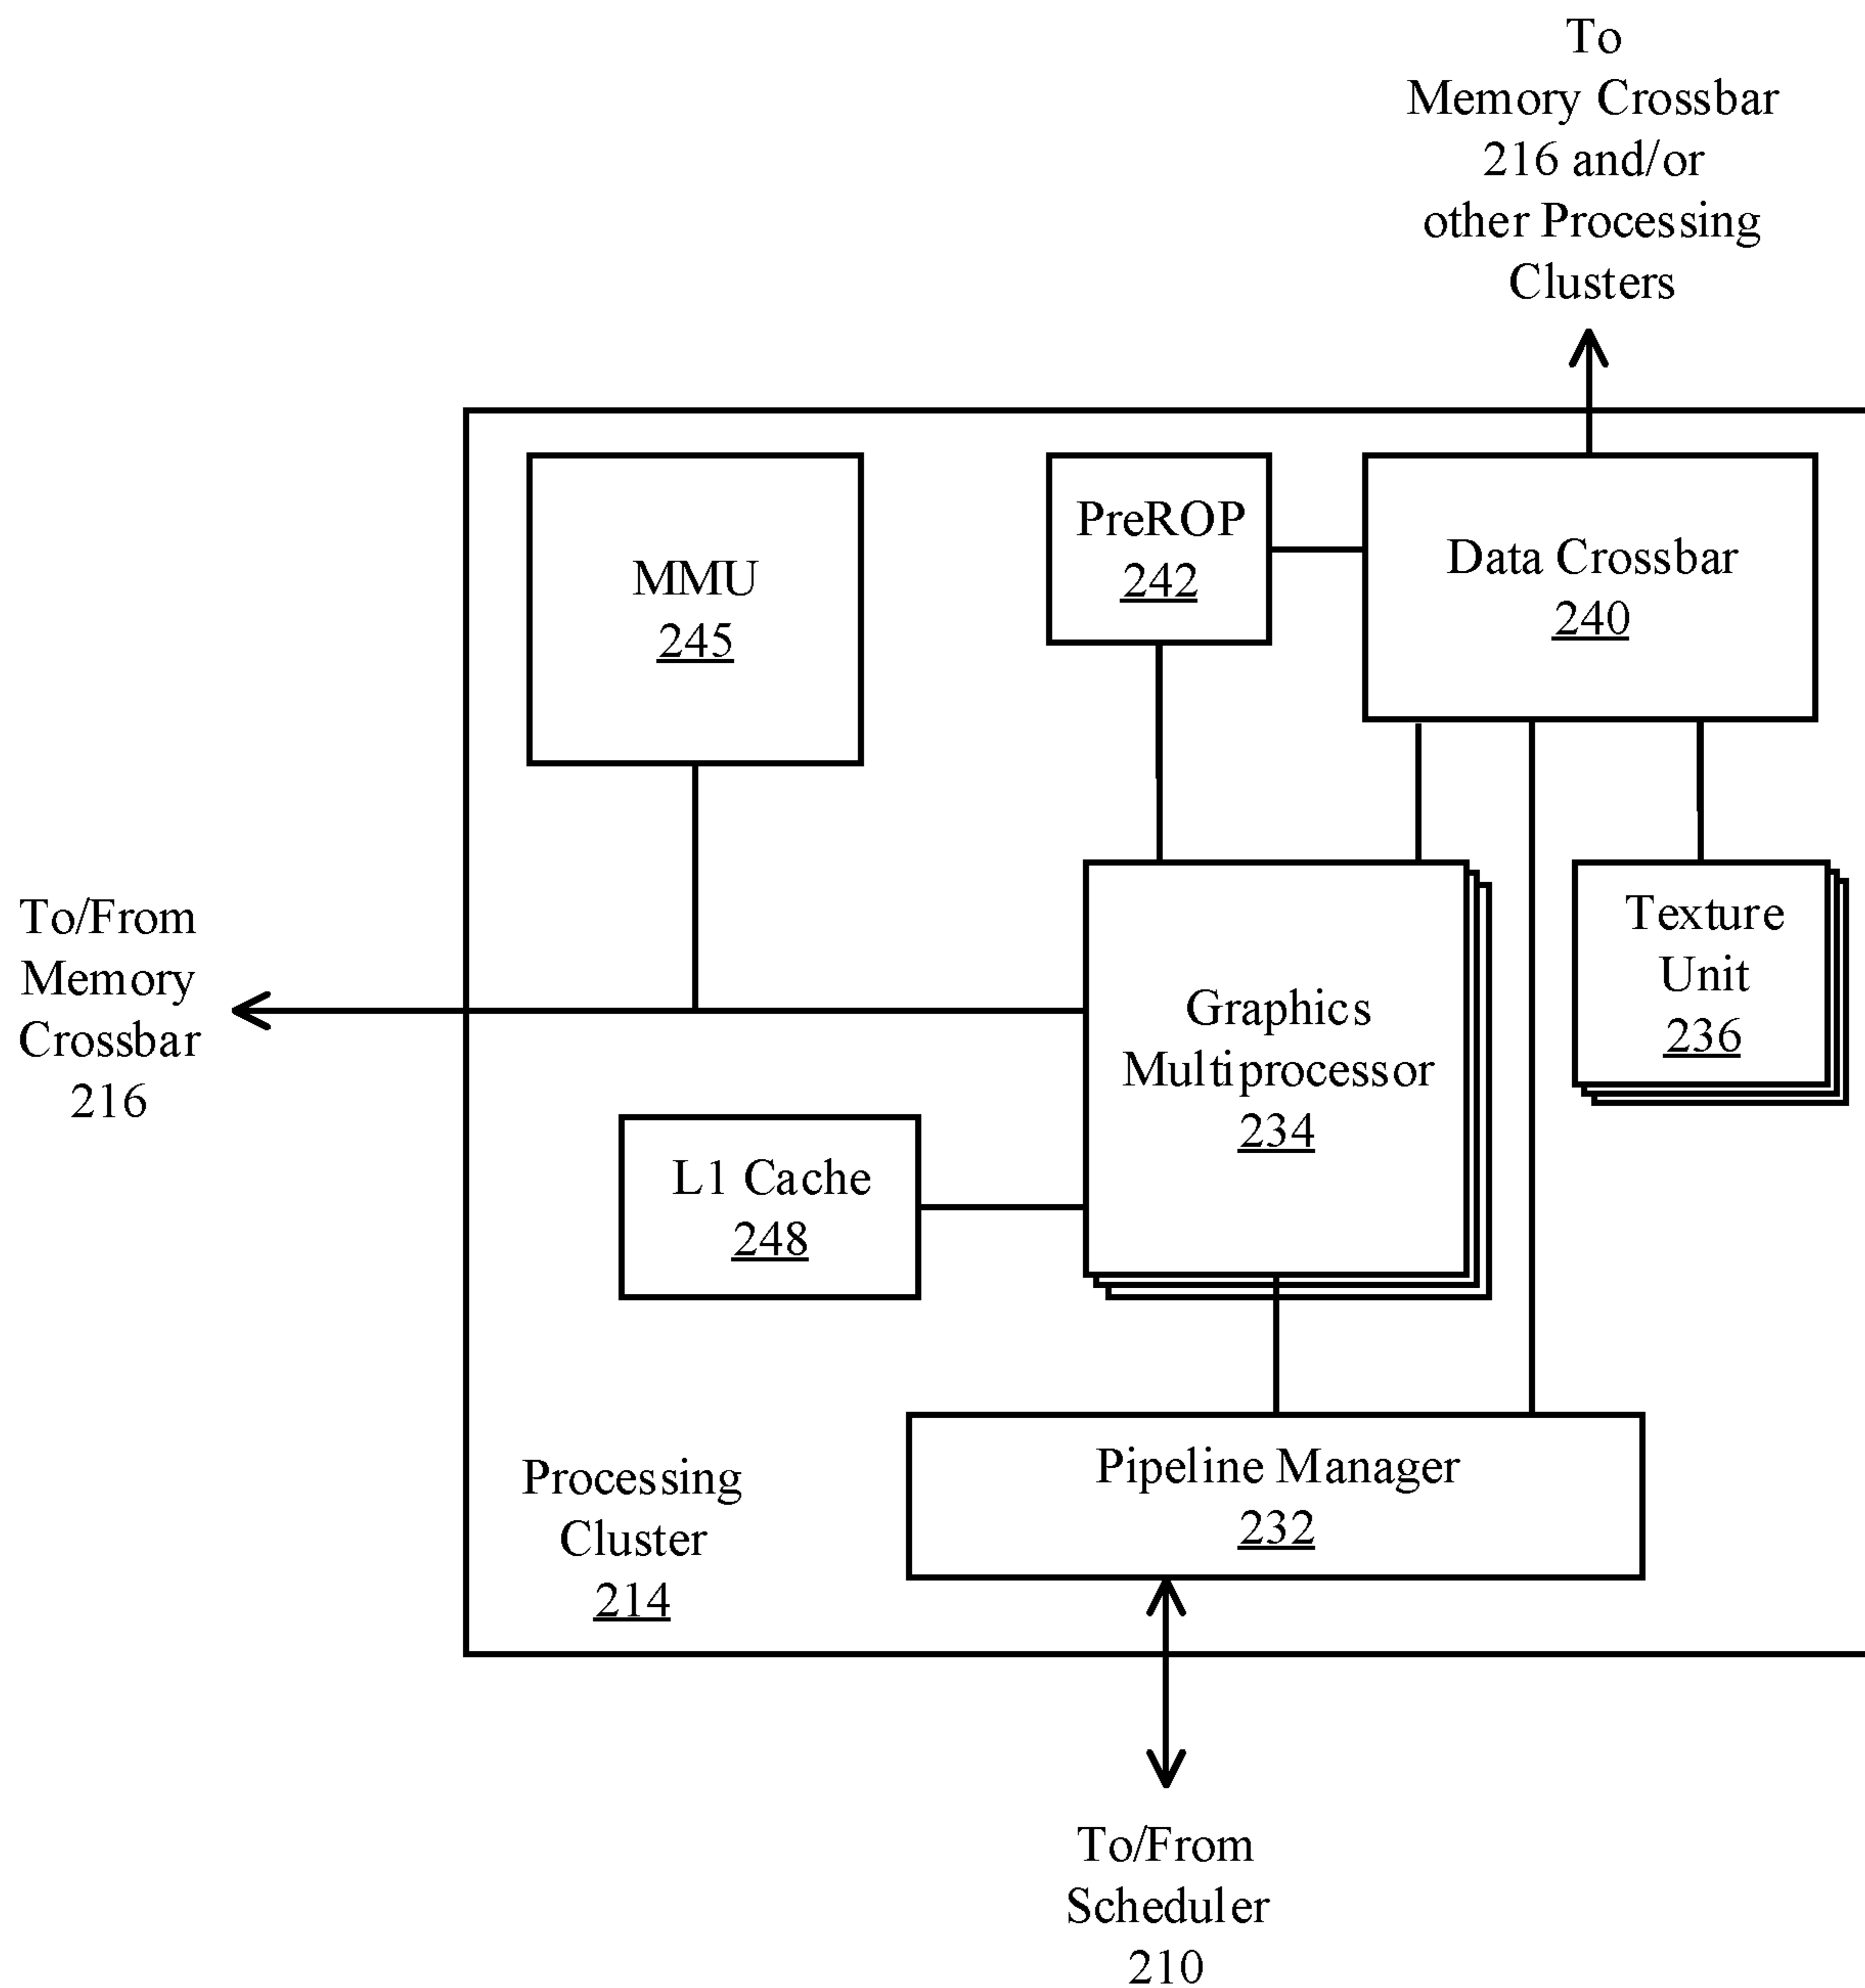 To
Memory Crossbar
216 and/or
other Processing
Clusters
MMU
245
PreROP
242
Data Crossbar
240
To/From
Memory
Crossbar
216
Graphics
Multiprocessor
234
Texture
Unit
236
L1 Cache
248
Pipeline Manager
232
Processing
Cluster
214
To/From
Scheduler
210